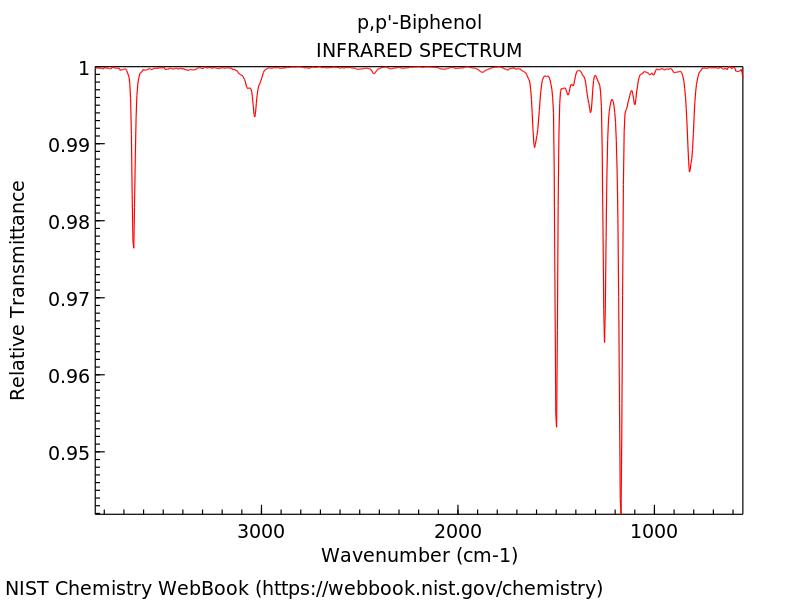 p,p'-Biphenol
INFRARED SPECTRUM
1
0.99
0.98
0.97
0.96
0.95
Relative Transmittance
3000 2000 1000
Wavenumber (cm-1)
NIST Chemistry WebBook (https://webbook.nist.gov/chemistry)